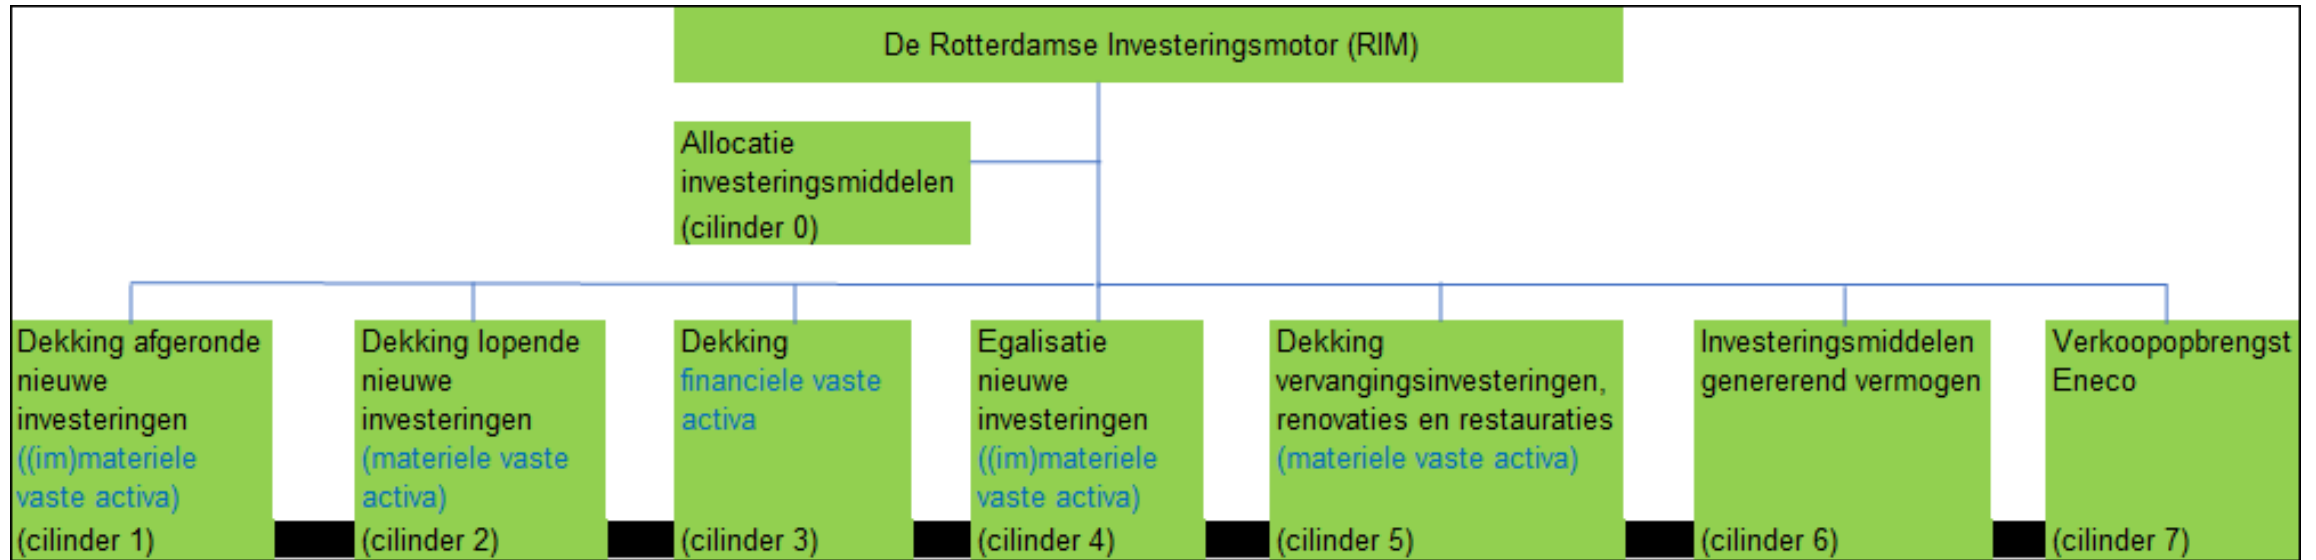 De Rotterdamse Investeringsmotor (RIM)
Allocatie
investeringsmiddelen
(cilinder 0)
Dekking afgeronde
nieuwe
investeringen
((im)materiele
vaste activa)
(cilinder 1)
Dekking lopende
nieuwe
investeringen
(materiele vaste
activa)
(cilinder 2)
Dekking
financiele vaste
activa
(cilinder 3)
Egalisatie
nieuwe
investeringen
((im)materiele
vaste activa)
(cilinder 4)
Dekking
vervangingsinvesteringen,
renovaties en restauraties
(materiele vaste activa)
(cilinder 5)
Investeringsmiddelen
genererend vermogen
(cilinder 6)
Verkoopopbrengst
Eneco
(cilinder 7)